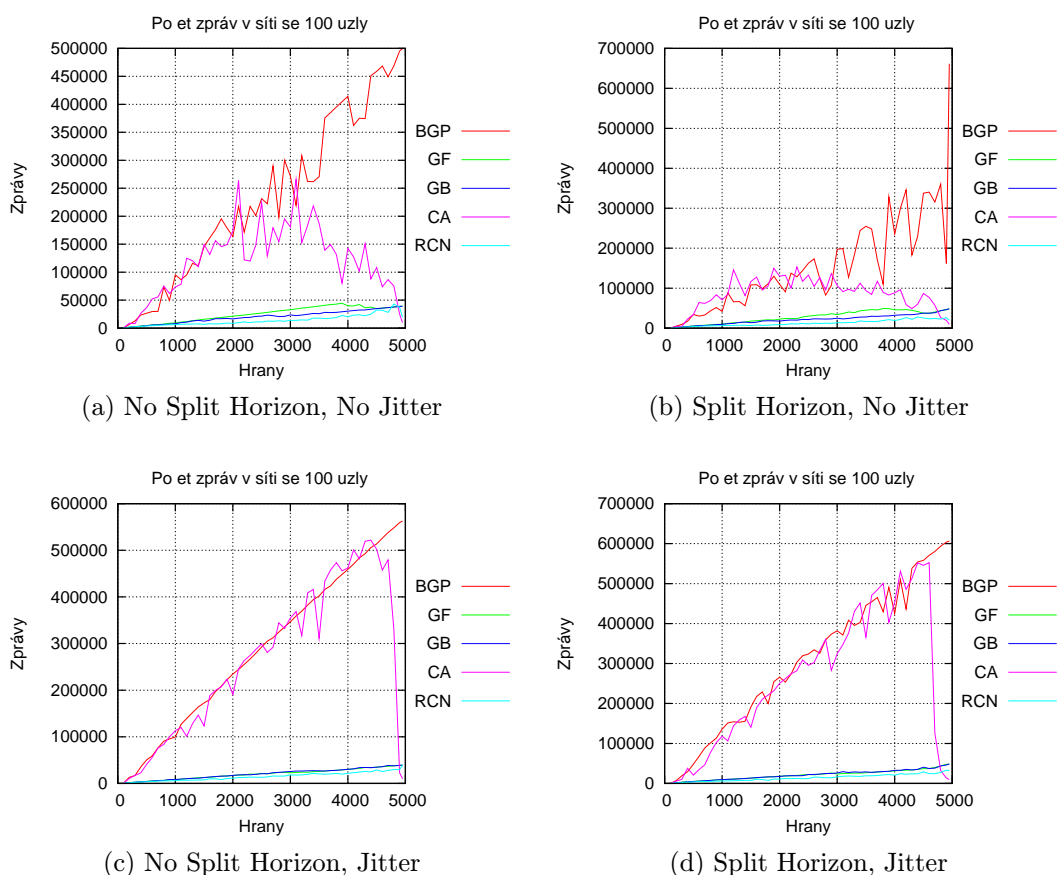 Po et zpráv v síti se 100 uzly
500000
450000
400000
350000
300000
250000
200000
150000
100000
50000
0
0 1000 2000 3000 4000 5000
Zprávy
Hrany
BGP
GF
GB
CA
RCN
(a) No Split Horizon, No Jitter
Po et zpráv v síti se 100 uzly
700000
600000
500000
400000
300000
200000
100000
0
0 1000 2000 3000 4000 5000
Zprávy
Hrany
BGP
GF
GB
CA
RCN
(b) Split Horizon, No Jitter
Po et zpráv v síti se 100 uzly
600000
500000
400000
300000
200000
100000
0
0 1000 2000 3000 4000 5000
Zprávy
Hrany
BGP
GF
GB
CA
RCN
(c) No Split Horizon, Jitter
Po et zpráv v síti se 100 uzly
700000
600000
500000
400000
300000
200000
100000
0
0 1000 2000 3000 4000 5000
Zprávy
Hrany
BGP
GF
GB
CA
RCN
(d) Split Horizon, Jitter